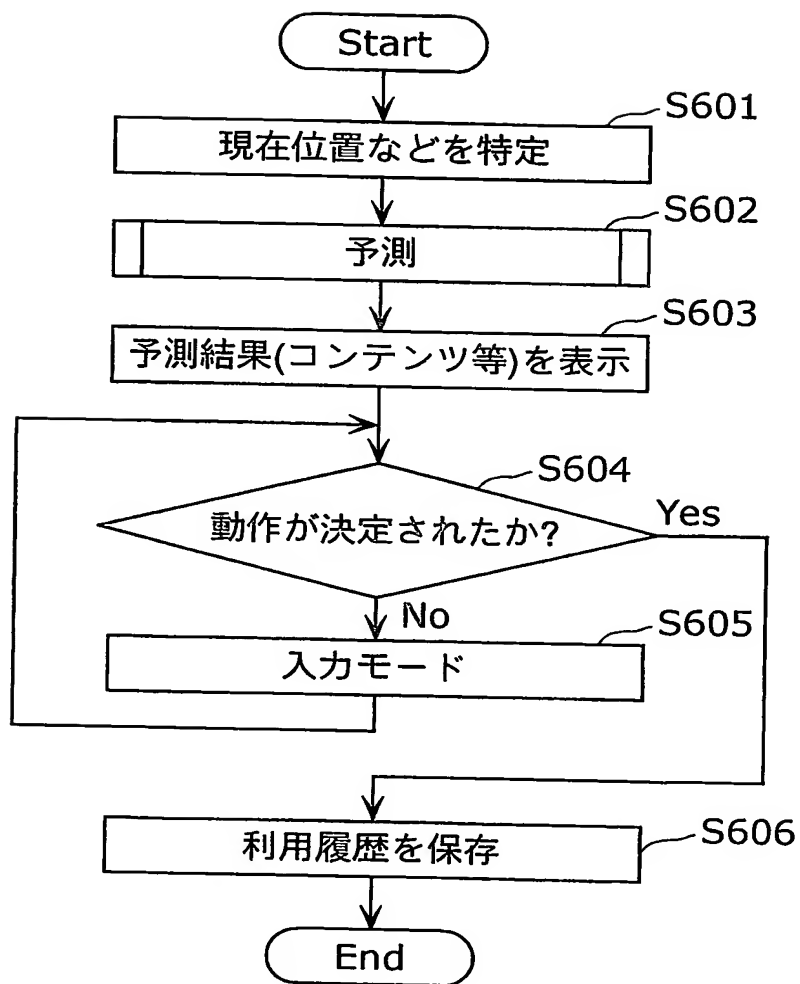 Start
S601
現在位置などを特定
S602
予測
S603
予測結果(コンテンツ等)を表示
S604
動作が決定されたか?
Yes
No
S605
入力モード
S606
利用履歴を保存
End